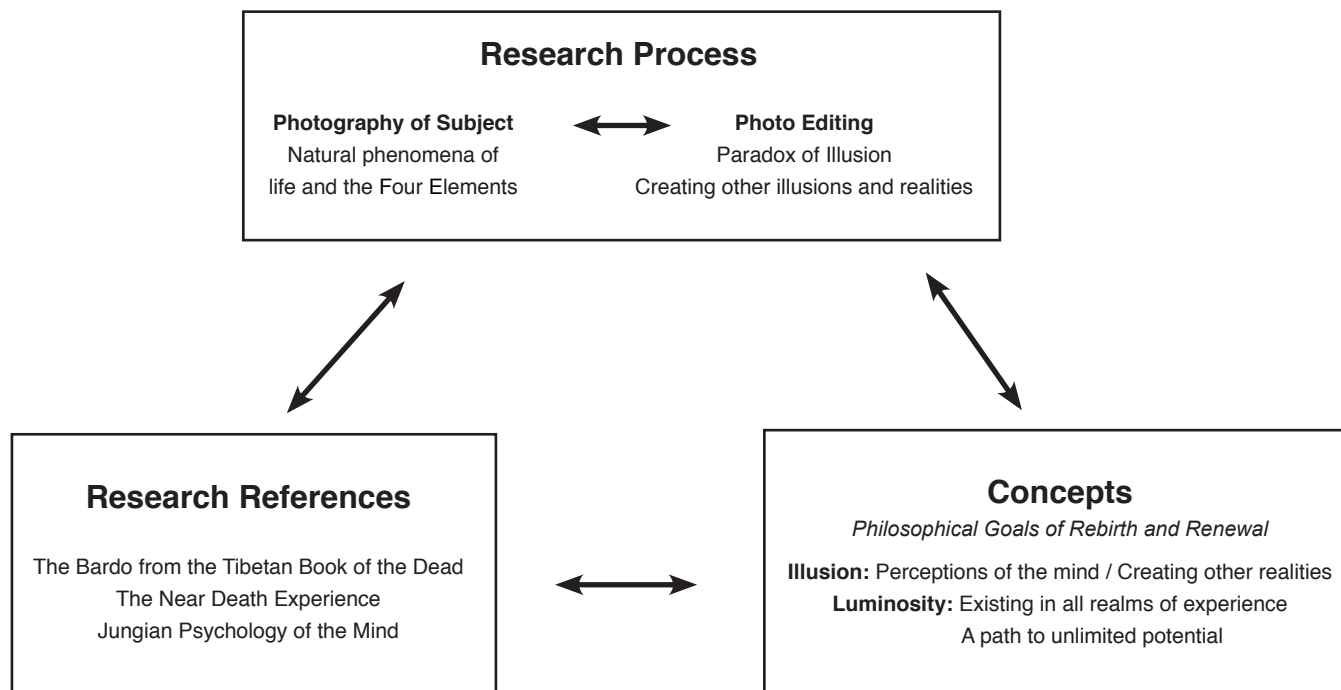 Research Process
Photography of Subject
Natural phenomena of
life and the Four Elements
Photo Editing
Paradox of Illusion
Creating other illusions and realities
Research References
The Bardo from the Tibetan Book of the Dead
The Near Death Experience
Jungian Psychology of the Mind
Concepts
Philosophical Goals of Rebirth and Renewal
Illusion: Perceptions of the mind / Creating other realities
Luminosity: Existing in all realms of experience
A path to unlimited potential